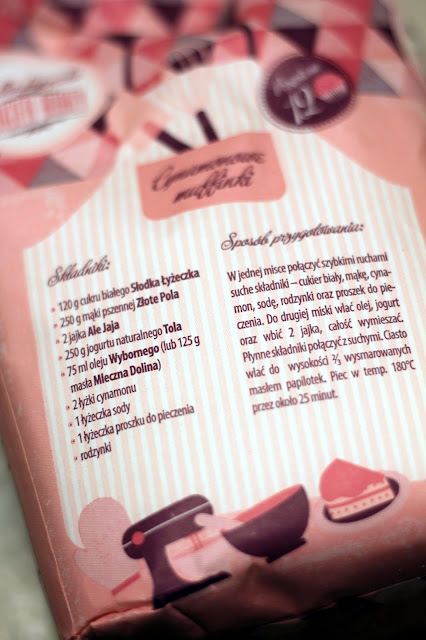 12
Cynamonowe
muffinki
Składniki:
• 120 g cukru białego Słodka Łyżeczka
• 250 g mąki pszennej Złote Pola
• 2 jajka Ale Jaja
• 250 g jogurtu naturalnego Tola
• 75 ml oleju Wybornego (lub 125 g
masła Mleczna Dolina)
• 2 łyżki cynamonu
• 1 łyżeczka sody
• 1 łyżeczka proszku do pieczenia
• rodzynki
Sposób przygotowania:
W jednej misce połączyć szybkimi ruchami
suche składniki – cukier biały, mąkę, cyna-
mon, sodę, rodzynki oraz proszek do pie-
czenia. Do drugiej miski wlać olej, jogurt
oraz wbić 2 jajka, całość wymieszać.
Płynne składniki połączyć z suchymi. Ciasto
wlać do wysokości ⅔ wysmarowanych
masłem papilotek. Piec w temp. 180°C
przez około 25 minut.